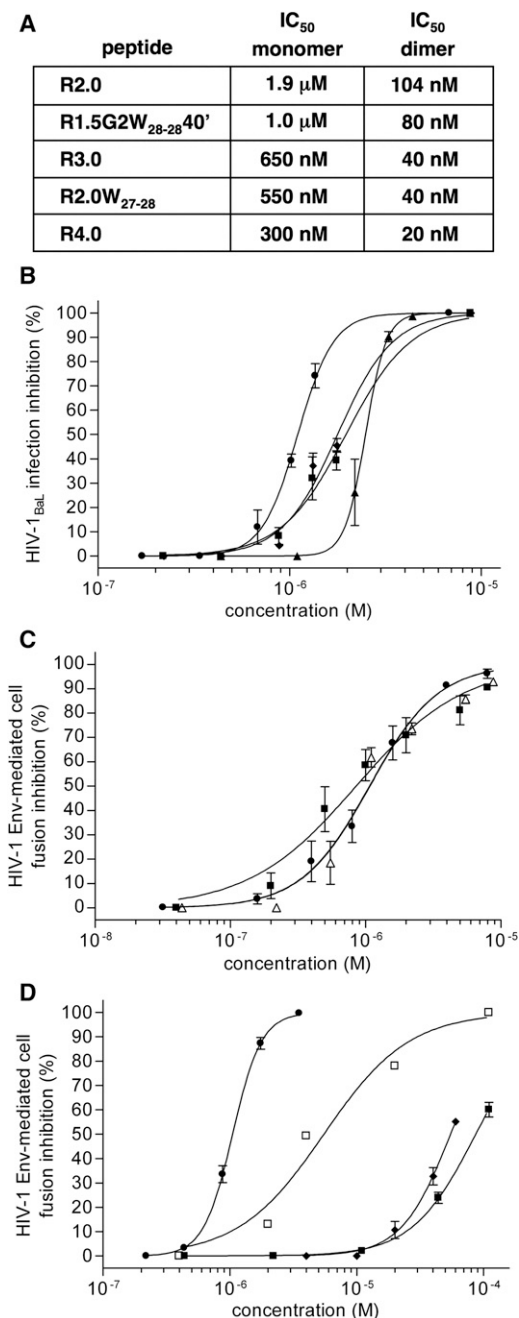 A
peptide
IC50 monomer
IC50 dimer
R2.0 1.9 μM 104 nM
R1.5G2W28-2840' 1.0 μM 80 nM
R3.0 650 nM 40 nM
R2.0W27-28 550 nM 40 nM
R4.0 300 nM 20 nM
B
HIV-1BaL infection inhibition (%)
100
90
80
70
60
50
40
30
20
10
0
10-7 10-6 10-5
concentration (M)
C
HIV-1 Env-mediated cell
fusion inhibition (%)
100
90
80
70
60
50
40
30
20
10
0
10-8 10-7 10-6 10-5
concentration (M)
D
HIV-1 Env-mediated cell
fusion inhibition (%)
100
90
80
70
60
50
40
30
20
10
0
10-7 10-6 10-5 10-4
concentration (M)